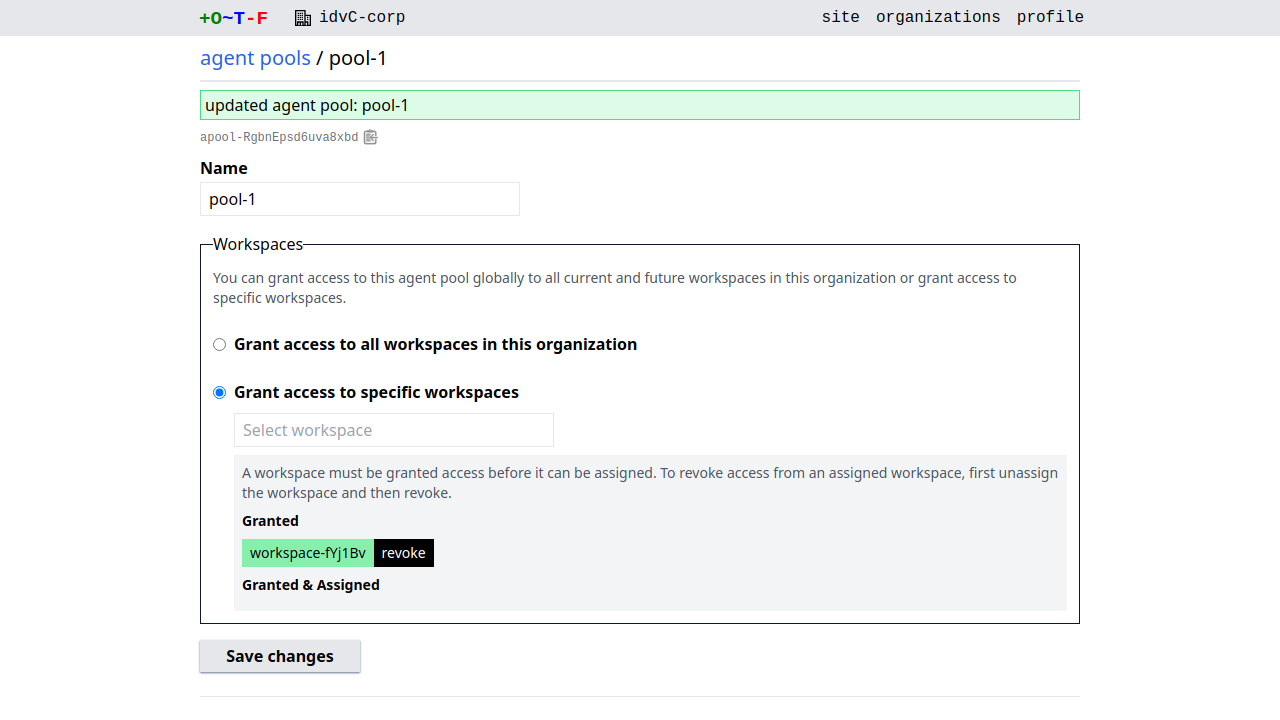 +O~T-F idvC-corp site organizations profile
agent pools / pool-1
updated agent pool: pool-1
apool-RgbnEpsd6uva8xbd
Name
pool-1
Workspaces
You can grant access to this agent pool globally to all current and future workspaces in this organization or grant access to
specific workspaces.
Grant access to all workspaces in this organization
Grant access to specific workspaces
Select workspace
A workspace must be granted access before it can be assigned. To revoke access from an assigned workspace, first unassign
the workspace and then revoke.
Granted
workspace-fYj1Bv revoke
Granted & Assigned
Save changes